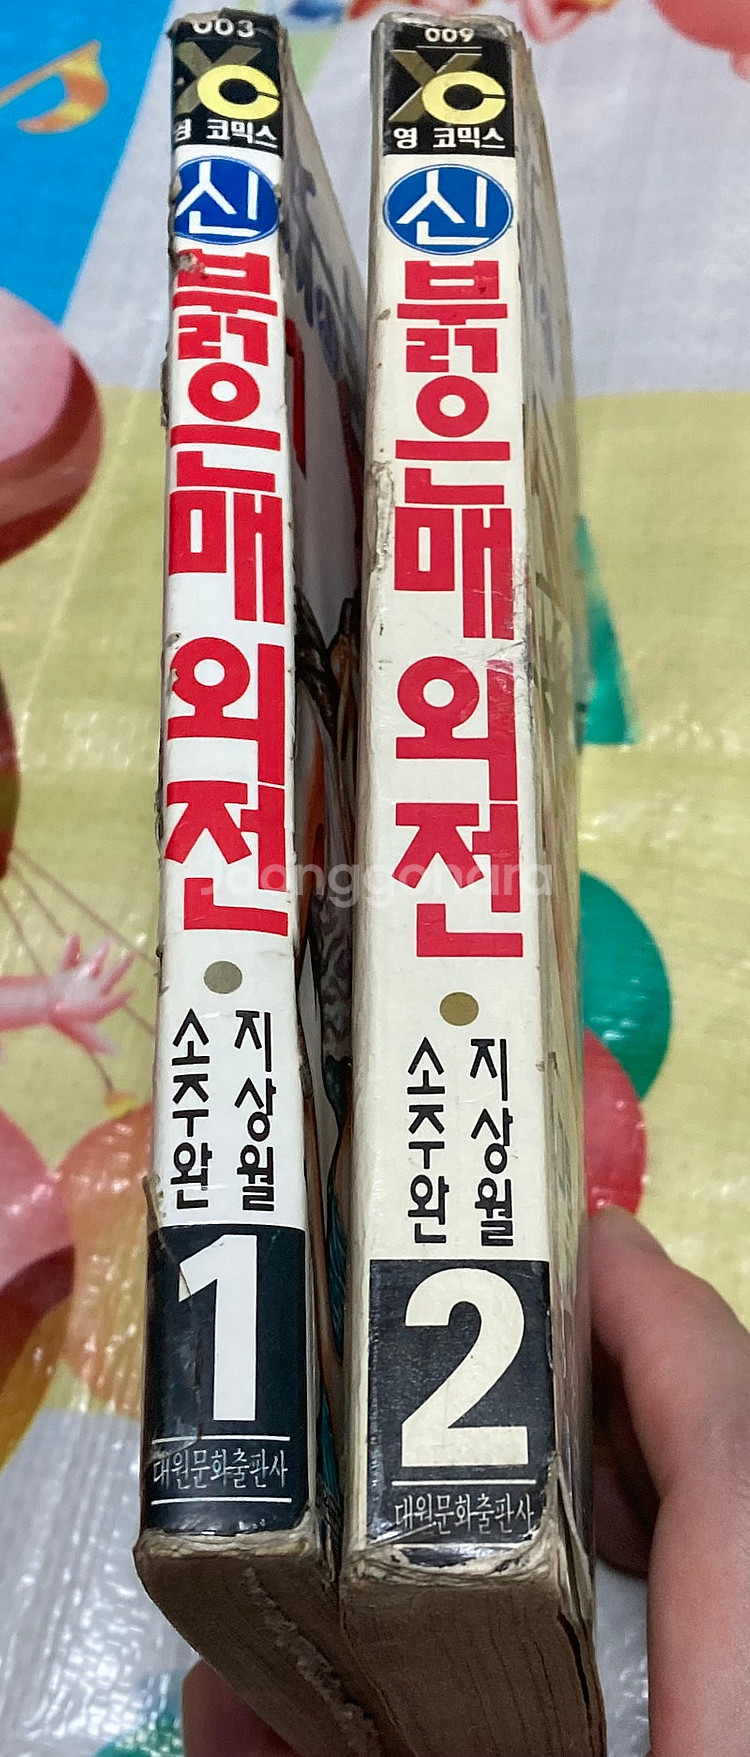 003
YC
영 코믹스
신
붉은매 외전
지상월
소주완
1
대원문화출판사
009
YC
영 코믹스
신
붉은매 외전
지상월
소주완
2
대원문화출판사
Joonggonara